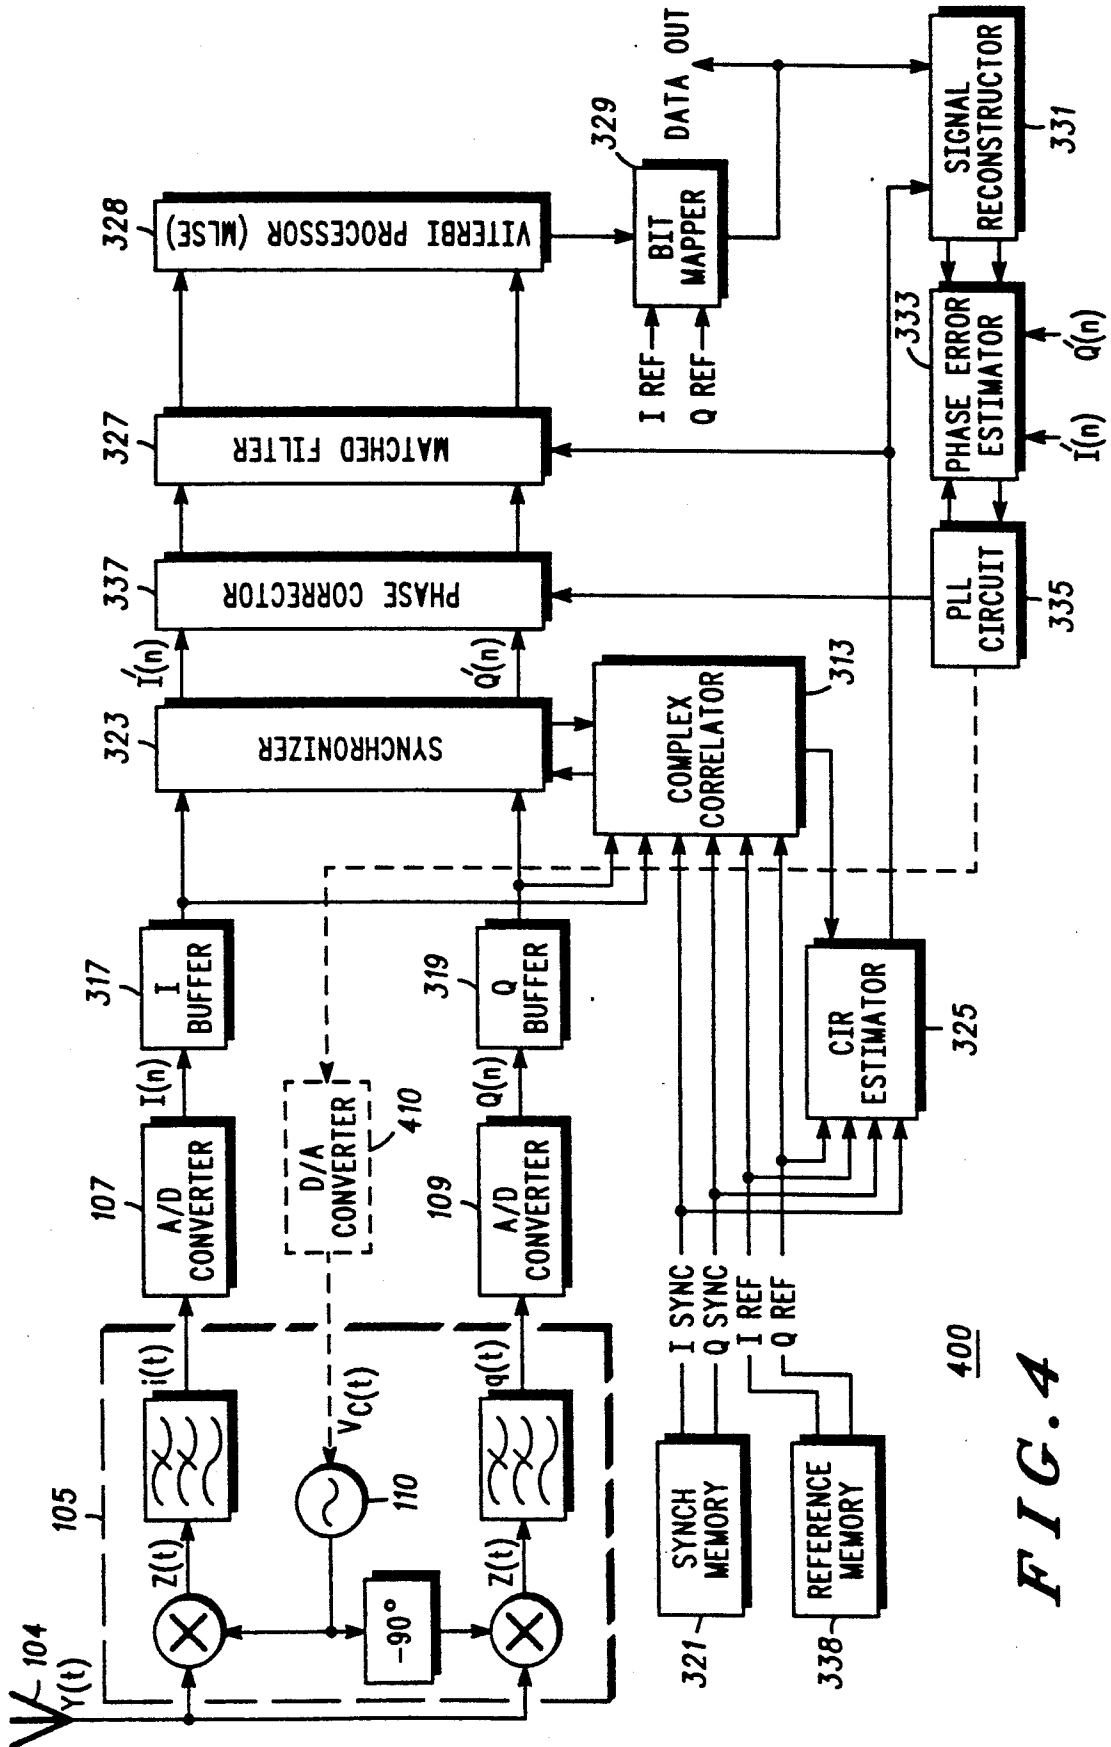 104
Y(t)
105
Z(t)
i(t)
110
V_C(t)
-90°
Z(t)
q(t)
107
A/D
CONVERTER
I(n)
317
I
BUFFER
D/A
CONVERTER
410
109
A/D
CONVERTER
Q(n)
319
Q
BUFFER
323
SYNCHRONIZER
I'(n)
Q'(n)
337
PHASE CORRECTOR
327
MATCHED FILTER
328
VITERBI PROCESSOR (MLSE)
COMPLEX
CORRELATOR
313
I REF
Q REF
329
BIT
MAPPER
DATA OUT
321
SYNCH
MEMORY
338
REFERENCE
MEMORY
I SYNC
Q SYNC
I REF
Q REF
CIR
ESTIMATOR
325
PLL
CIRCUIT
335
333
PHASE ERROR
ESTIMATOR
I'(n)
Q'(n)
SIGNAL
RECONSTRUCTOR
331
400
FIG. 4